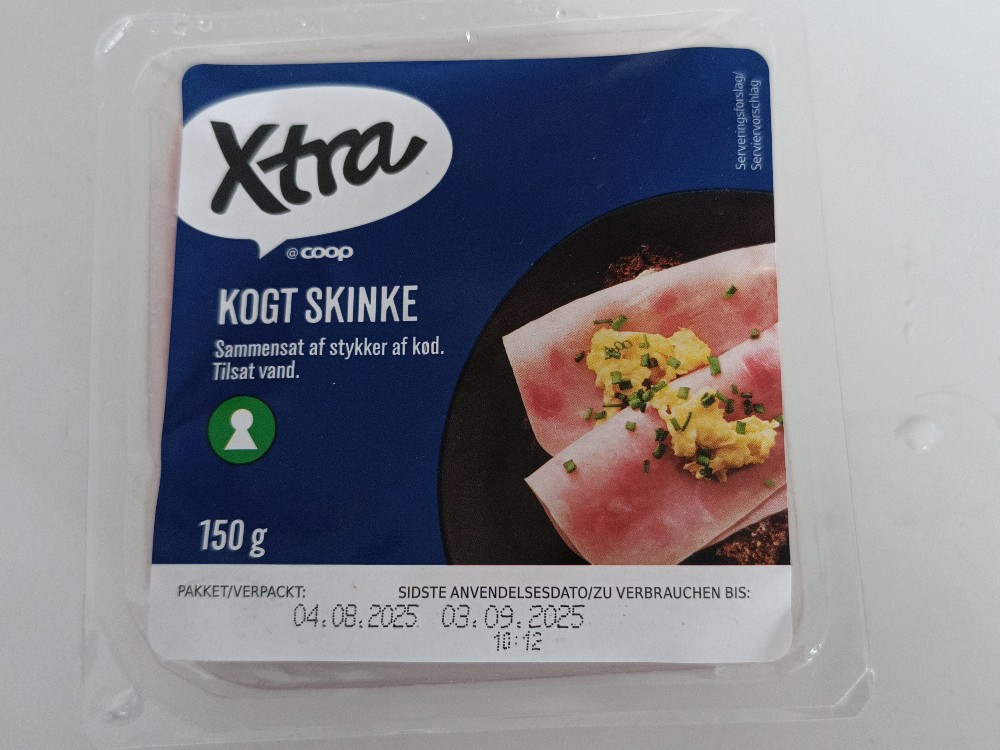 Serveringsforslag/
Serviervorschlag
X-tra
@ coop
KOGT SKINKE
Sammensat af stykker af kød.
Tilsat vand.
150 g
PAKKET/VERPACKT: SIDSTE ANVENDELSESDATO/ZU VERBRAUCHEN BIS:
04.08.2025 03.09.2025
10:12